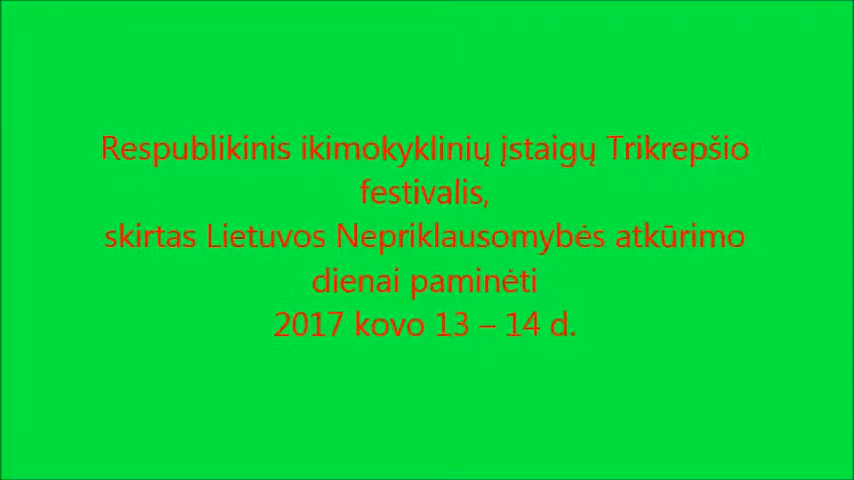 Respublikinis ikimokyklinių įstaigų Trikrepšio
festivalis,
skirtas Lietuvos Nepriklausomybės atkūrimo
dienai paminėti
2017 kovo 13 – 14 d.